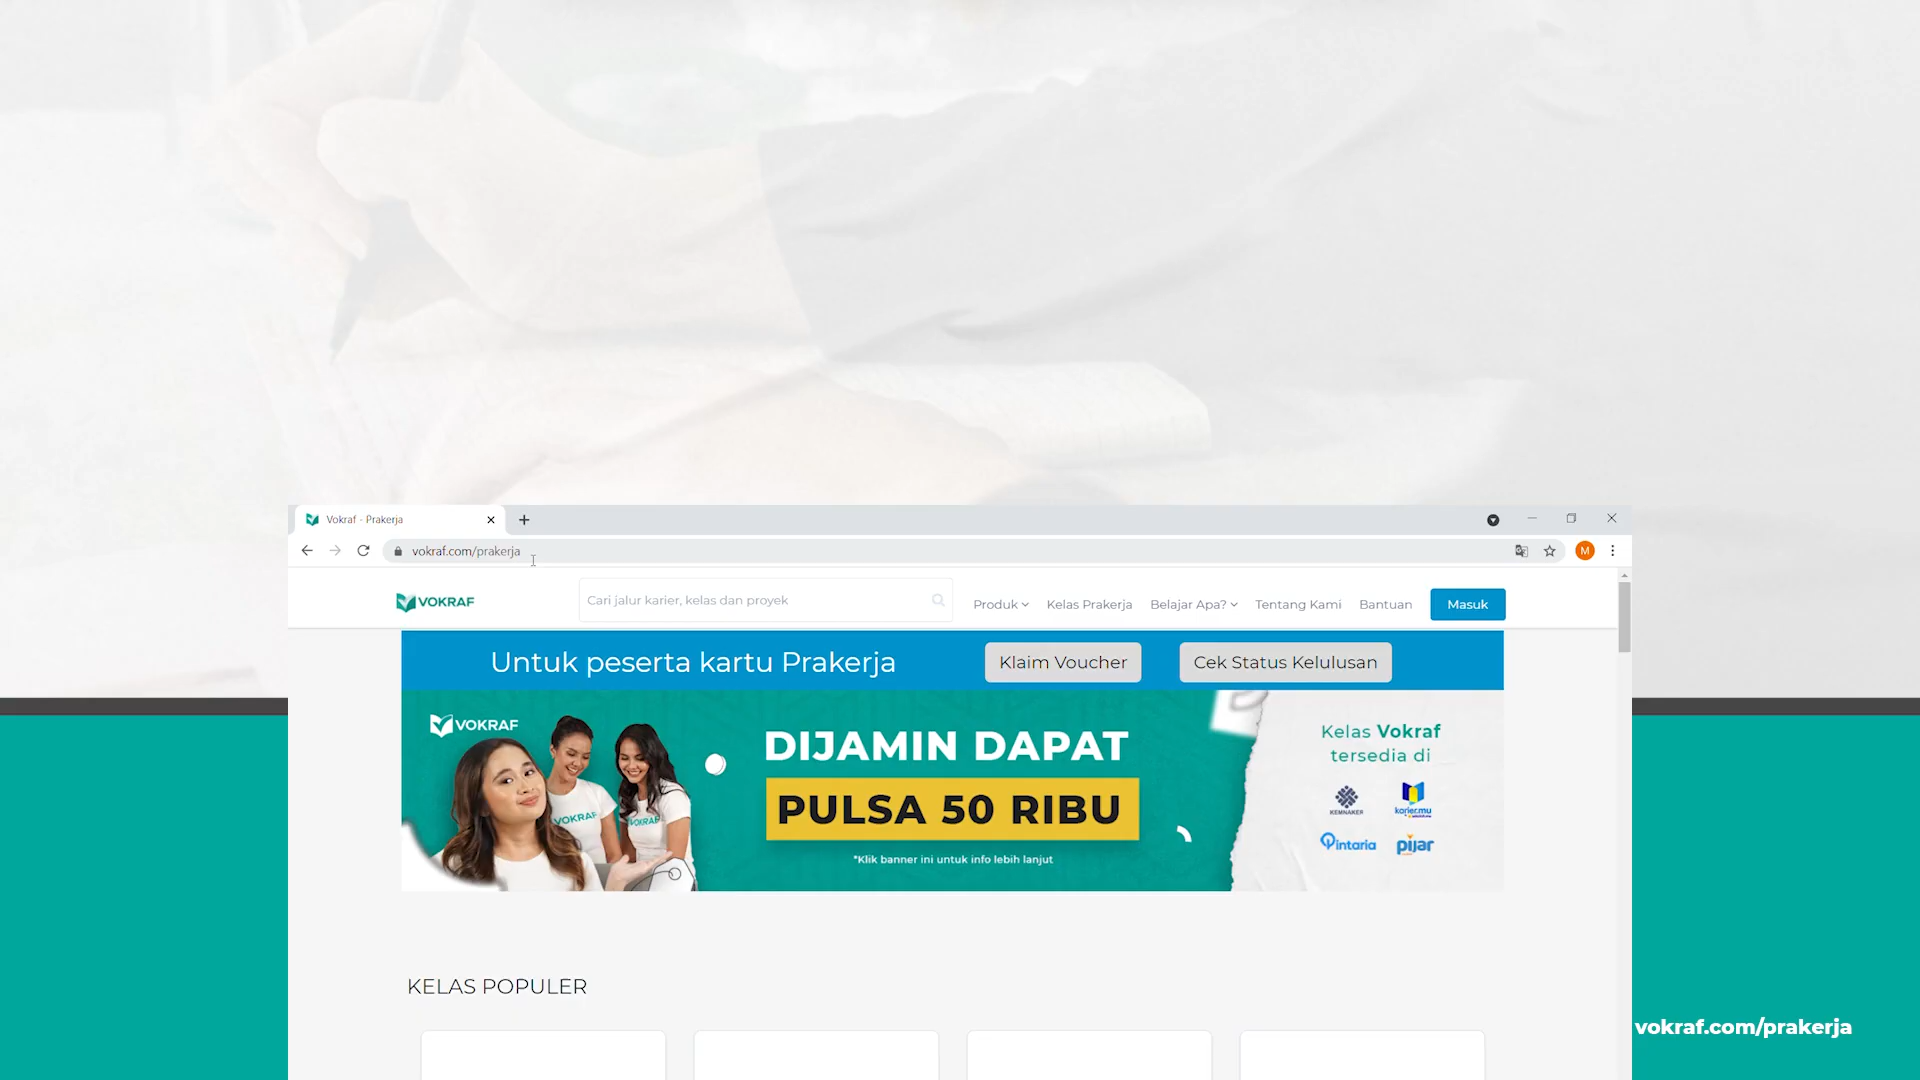 Vokraf - Prakerja
vokraf.com/prakerja
M
VOKRAF
Cari jalur karier, kelas dan proyek
Produk
Kelas Prakerja
Belajar Apa?
Tentang Kami
Bantuan
Masuk
Untuk peserta kartu Prakerja
Klaim Voucher
Cek Status Kelulusan
VOKRAF
VOKRAF
VOKRAF
DIJAMIN DAPAT
PULSA 50 RIBU
*Klik banner ini untuk info lebih lanjut
Kelas Vokraf
tersedia di
KEMNAKER
karier.mu
Pintaria
pijar
KELAS POPULER
vokraf.com/prakerja